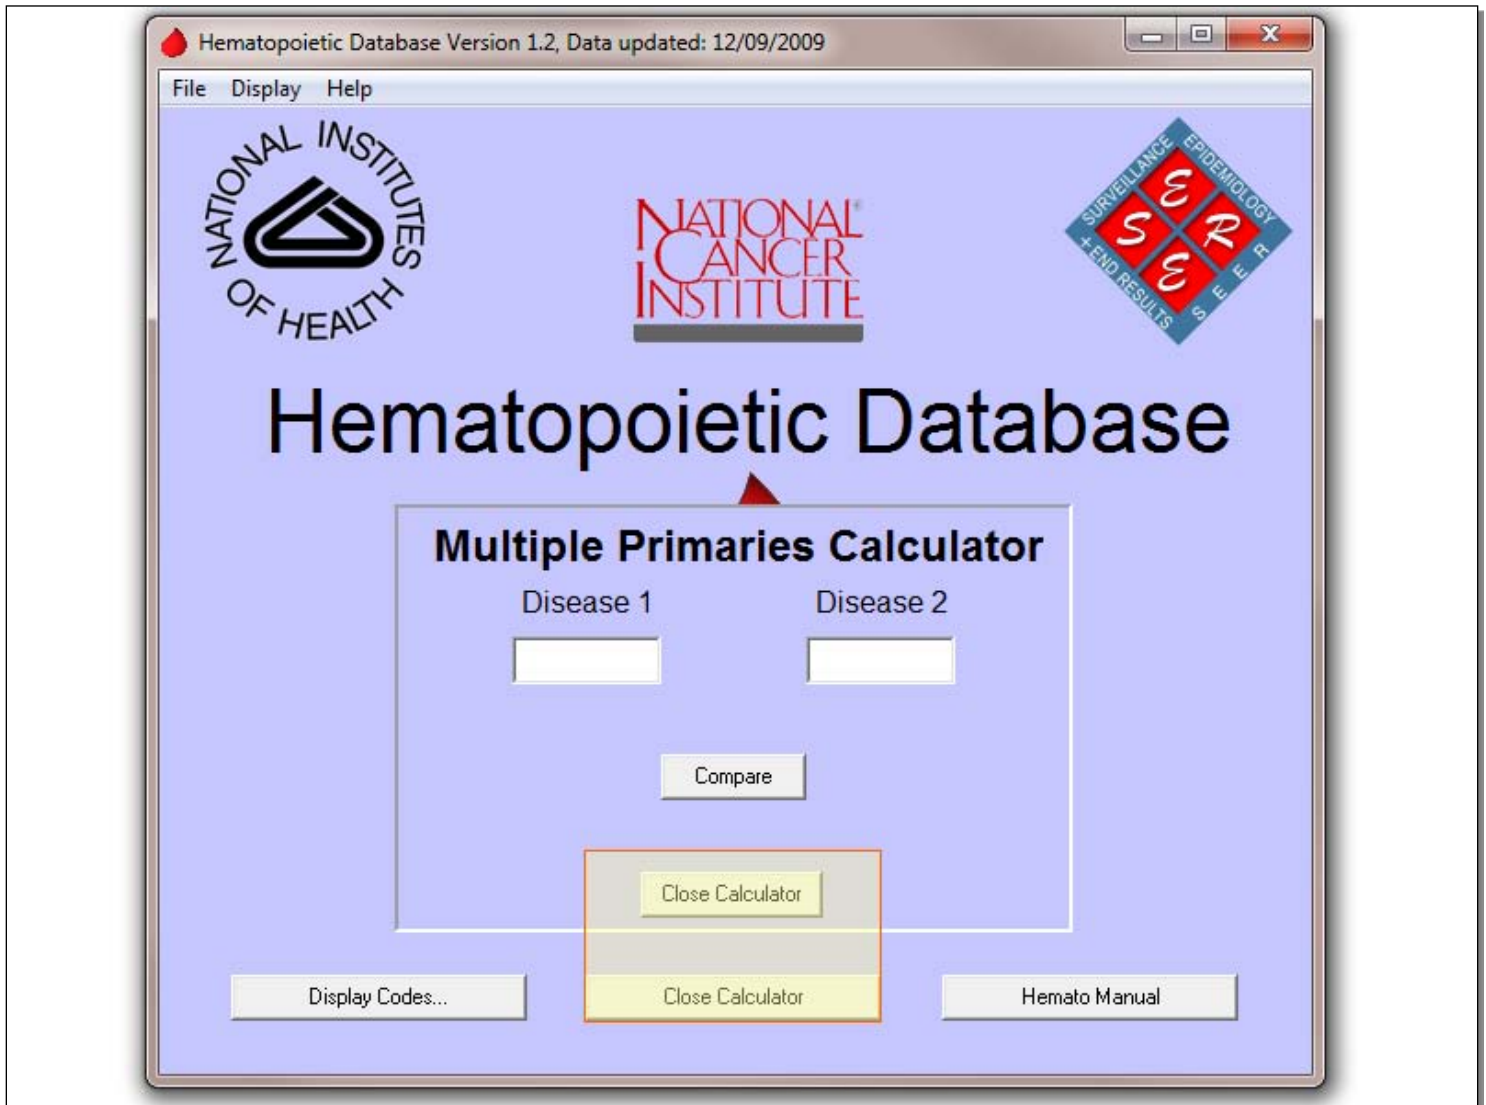 Hematopoietic Database Version 1.2, Data updated: 12/09/2009
File Display Help
NATIONAL INSTITUTES OF HEALTH
NATIONAL
CANCER
INSTITUTE
SURVEILLANCE EPIDEMIOLOGY
+ END RESULTS SEER
S E R E
Hematopoietic Database
Multiple Primaries Calculator
Disease 1 Disease 2
Compare
Close Calculator
Display Codes... Close Calculator Hemato Manual